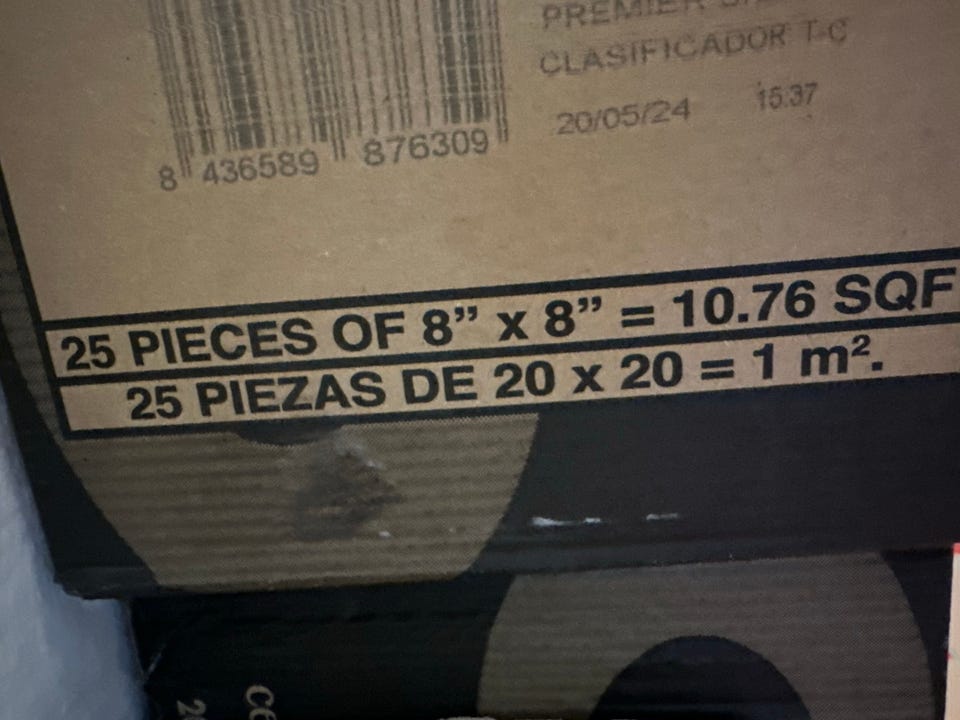 PREMIER
CLASIFICADOR T-C
20/05/24 15:37
8 436589 876309
25 PIECES OF 8” x 8” = 10.76 SQF
25 PIEZAS DE 20 x 20 = 1 m².